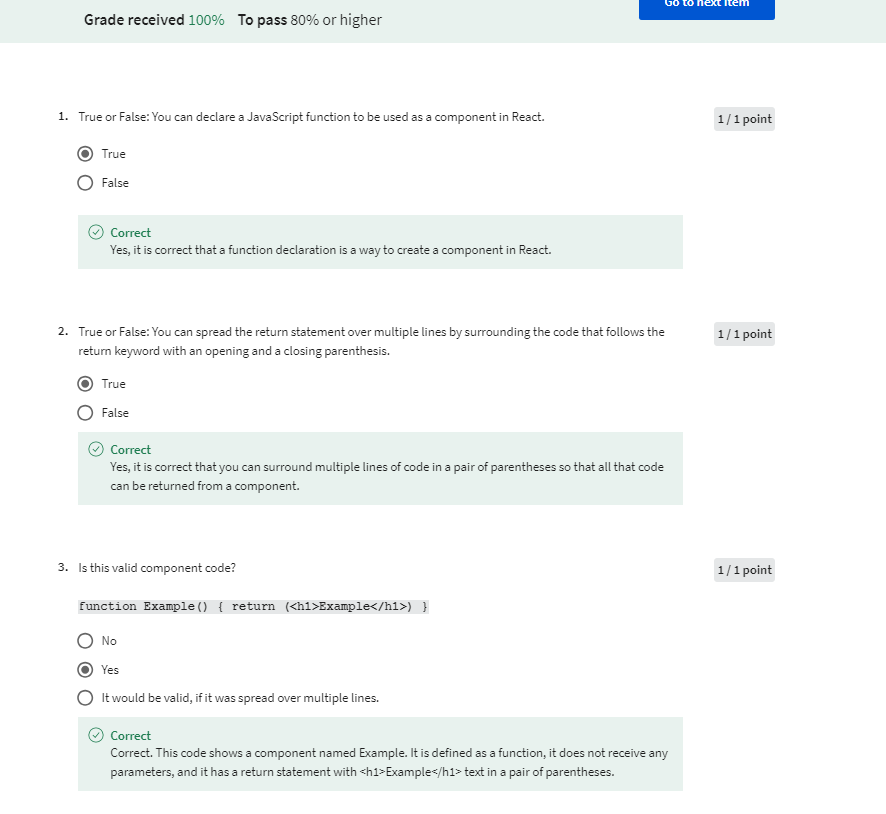 Go to next item
Grade received 100% To pass 80% or higher
1. True or False: You can declare a JavaScript function to be used as a component in React.
1 / 1 point
True
False
Correct
Yes, it is correct that a function declaration is a way to create a component in React.
2. True or False: You can spread the return statement over multiple lines by surrounding the code that follows the
return keyword with an opening and a closing parenthesis.
1 / 1 point
True
False
Correct
Yes, it is correct that you can surround multiple lines of code in a pair of parentheses so that all that code
can be returned from a component.
3. Is this valid component code?
1 / 1 point
function Example() { return (<h1>Example</h1>) }
No
Yes
It would be valid, if it was spread over multiple lines.
Correct
Correct. This code shows a component named Example. It is defined as a function, it does not receive any
parameters, and it has a return statement with <h1>Example</h1> text in a pair of parentheses.